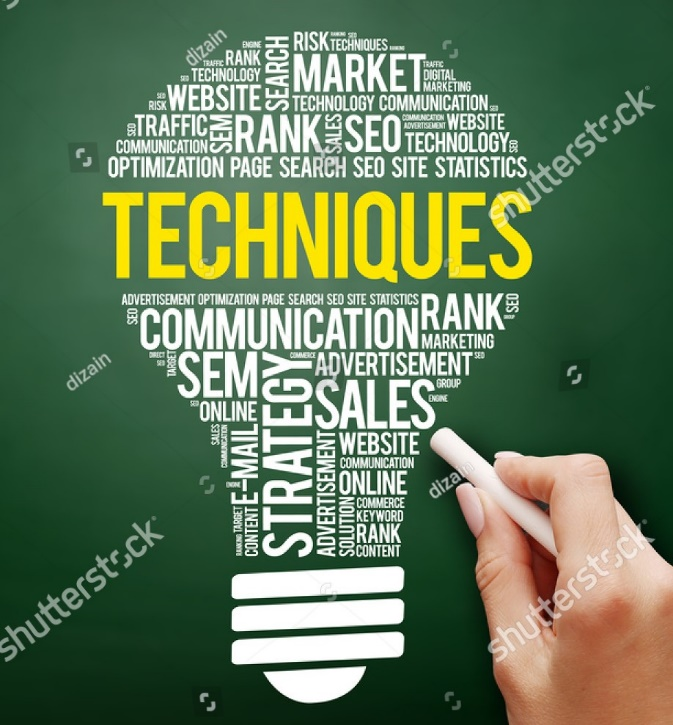 dizain
ENGINE
RISK TECHNIQUES
RANKING
TRAFFIC RANK
SEO TECHNOLOGY
SEARCH
MARKET
TRAFFIC
DIGITAL
MARKETING
SEO
RISK
WEBSITE
TECHNOLOGY COMMUNICATION SEO
SEO TRAFFIC
COMMUNICATION
SEM
RANK
SALES
SEO
COMMUNICATION
ADVERTISEMENT
WEBSITE
TECHNOLOGY SEO
OPTIMIZATION PAGE SEARCH SEO SITE STATISTICS
shutterstock
TECHNIQUES
ADVERTISEMENT OPTIMIZATION PAGE SEARCH SEO SITE STATISTICS
SEO
COMMUNICATION
RANK
SEO
GROUP
MARKETING
DIRECT
SEO
TARGET
SEM
COMMERCE
ADVERTISEMENT SEO
dizain
STRATEGY
SALES
GROUP
ENGINE
SEO
ONLINE
SALES
COMMUNICATION
E-MAIL
WEBSITE
COMMUNICATION
ENGINE
ONLINE
dizain
RANKING
TARGET
CONTENT
ADVERTISEMENT
SOLUTION
COMMERCE
KEYWORD
RANK
CONTENT
shutterstock
shutterstock